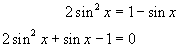 2 sin² x = 1 − sin x
2 sin² x + sin x − 1 = 0